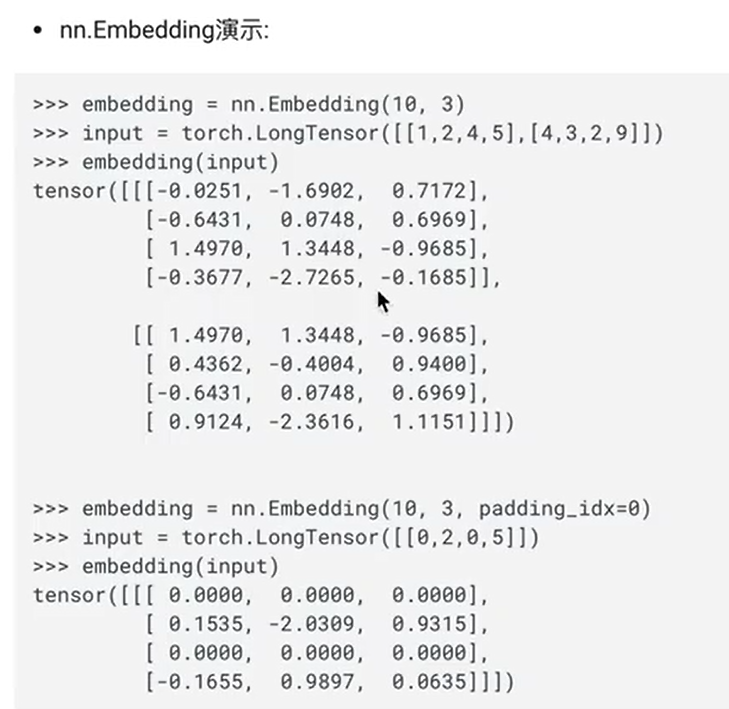 • nn.Embedding演示:
>>> embedding = nn.Embedding(10, 3)
>>> input = torch.LongTensor([[1,2,4,5],[4,3,2,9]])
>>> embedding(input)
tensor([[[-0.0251, -1.6902,  0.7172],
         [-0.6431,  0.0748,  0.6969],
         [ 1.4970,  1.3448, -0.9685],
         [-0.3677, -2.7265, -0.1685]],
        [[ 1.4970,  1.3448, -0.9685],
         [ 0.4362, -0.4004,  0.9400],
         [-0.6431,  0.0748,  0.6969],
         [ 0.9124, -2.3616,  1.1151]]])
>>> embedding = nn.Embedding(10, 3, padding_idx=0)
>>> input = torch.LongTensor([[0,2,0,5]])
>>> embedding(input)
tensor([[[ 0.0000,  0.0000,  0.0000],
         [ 0.1535, -2.0309,  0.9315],
         [ 0.0000,  0.0000,  0.0000],
         [-0.1655,  0.9897,  0.0635]]])